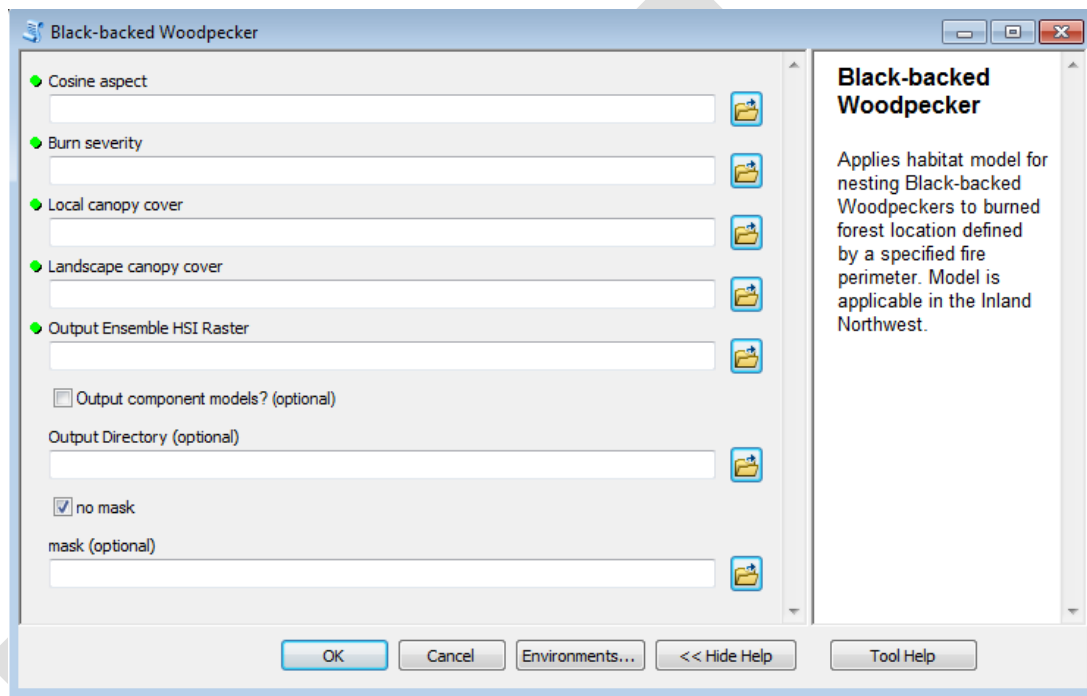 Black-backed Woodpecker
Cosine aspect
Burn severity
Local canopy cover
Landscape canopy cover
Output Ensemble HSI Raster
Output component models? (optional)
Output Directory (optional)
no mask
mask (optional)
Black-backed
Woodpecker
Applies habitat model for
nesting Black-backed
Woodpeckers to burned
forest location defined
by a specified fire
perimeter. Model is
applicable in the Inland
Northwest.
OK
Cancel
Environments...
<< Hide Help
Tool Help